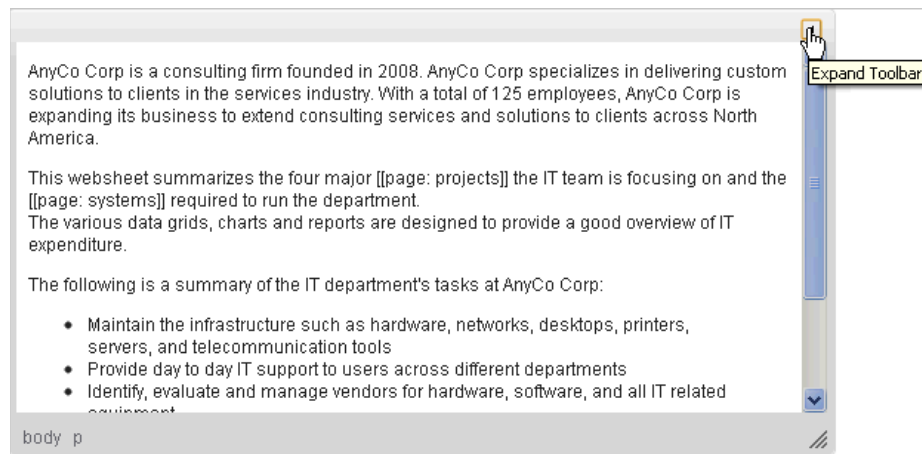 Expand Toolbar
AnyCo Corp is a consulting firm founded in 2008. AnyCo Corp specializes in delivering custom
solutions to clients in the services industry. With a total of 125 employees, AnyCo Corp is
expanding its business to extend consulting services and solutions to clients across North
America.
This websheet summarizes the four major [[page: projects]] the IT team is focusing on and the
[[page: systems]] required to run the department.
The various data grids, charts and reports are designed to provide a good overview of IT
expenditure.
The following is a summary of the IT department's tasks at AnyCo Corp:
• Maintain the infrastructure such as hardware, networks, desktops, printers,
servers, and telecommunication tools
• Provide day to day IT support to users across different departments
• Identify, evaluate and manage vendors for hardware, software, and all IT related
body p